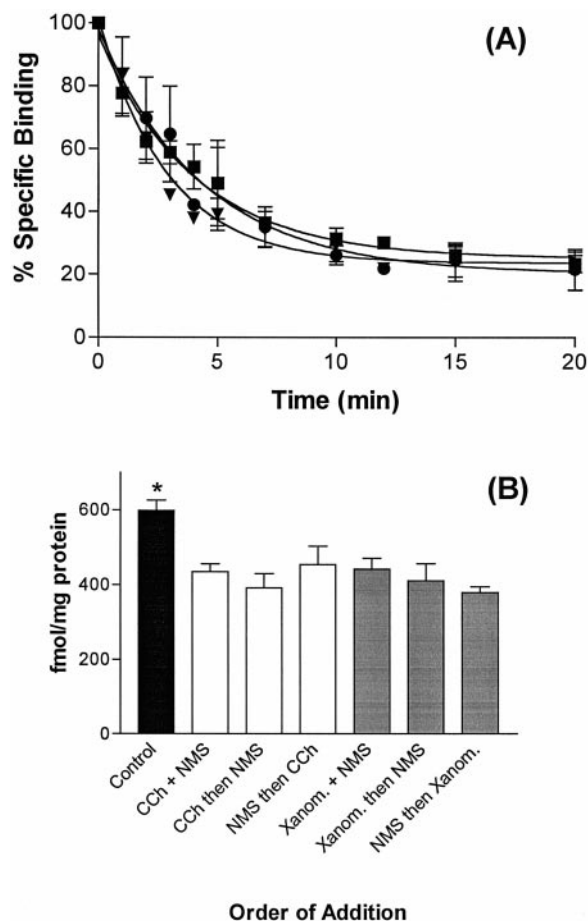 (A)
100
80
60
40
20
0
% Specific Binding
0 5 10 15 20
Time (min)
(B)
*
600
400
200
0
fmol/mg protein
Control
CCh + NMS
CCh then NMS
NMS then CCh
Xanom. + NMS
Xanom. then NMS
NMS then Xanom.
Order of Addition